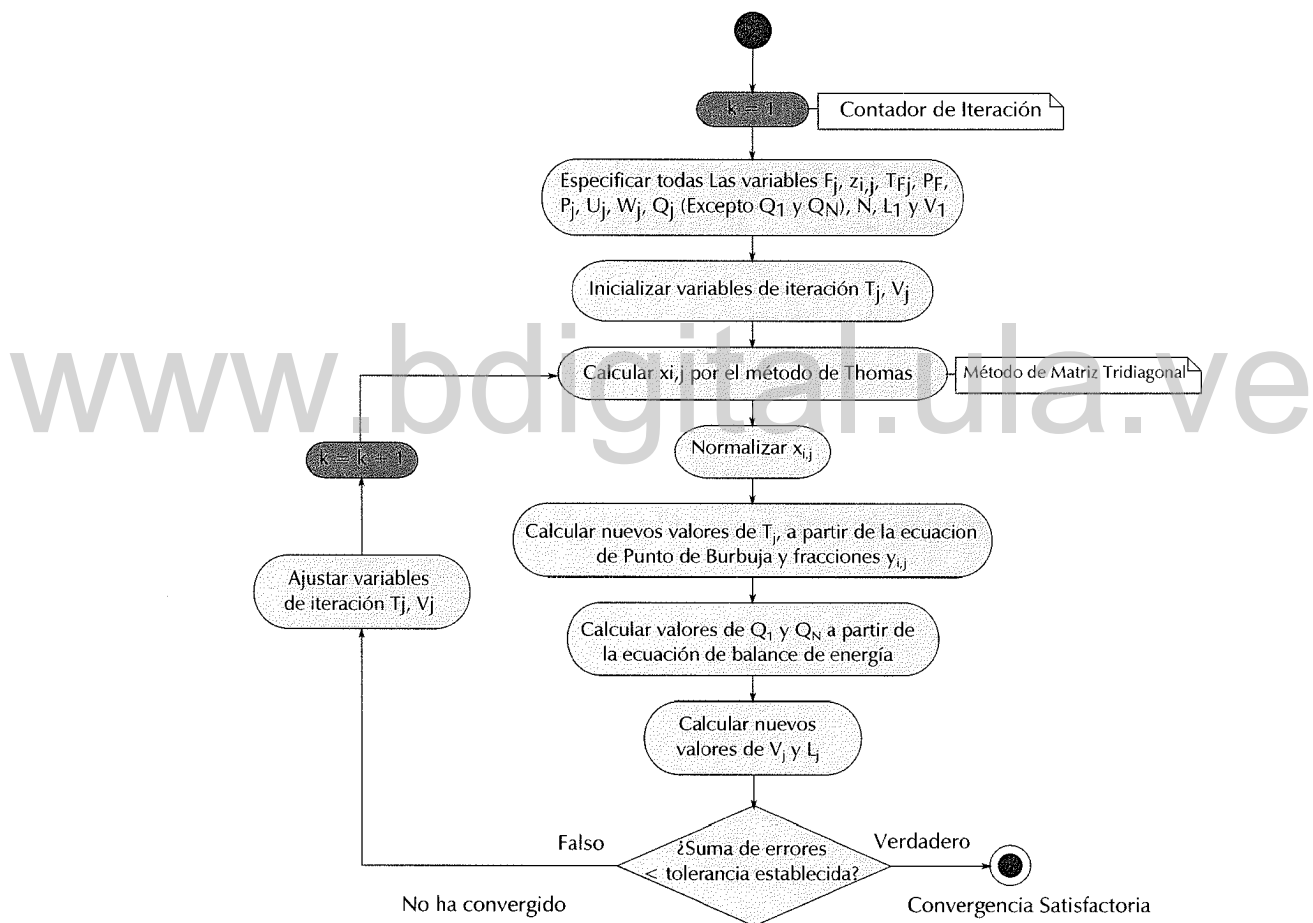 k = 1
Contador de Iteración
Especificar todas Las variables Fj, zi,j, TFj, PF,
Pj, Uj, Wj, Qj (Excepto Q1 y QN), N, L1 y V1
Inicializar variables de iteración Tj, Vj
www.bdigital.ula.ve
Calcular xi,j por el método de Thomas
Método de Matriz Tridiagonal
Normalizar xi,j
k = k + 1
Calcular nuevos valores de Tj, a partir de la ecuacion
de Punto de Burbuja y fracciones yi,j
Ajustar variables
de iteración Tj, Vj
Calcular valores de Q1 y QN a partir de
la ecuación de balance de energía
Calcular nuevos
valores de Vj y Lj
Falso
¿Suma de errores
< tolerancia establecida?
Verdadero
No ha convergido
Convergencia Satisfactoria